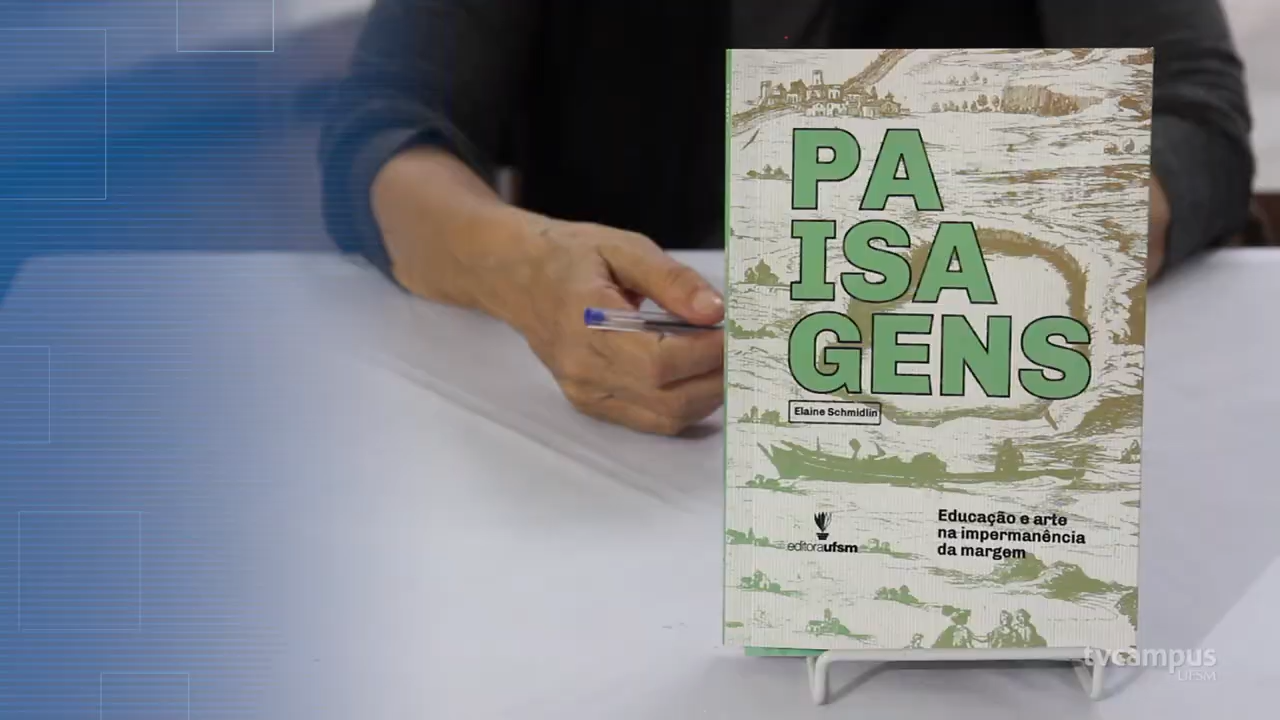 PA
ISA
GENS
Elaine Schmidlin
Educação e arte
na impermanência
da margem
editoraufsm
tvcampus
UFSM